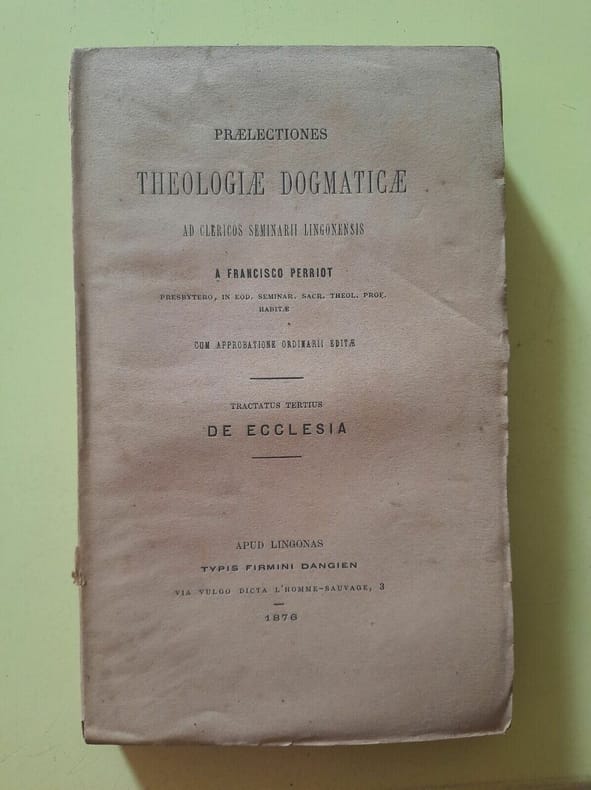 PRÆLECTIONES
THEOLOGIÆ DOGMATICÆ
AD CLERICOS SEMINARII LINGONENSIS
A FRANCISCO PERRIOT
PRESBYTERO, IN EOD. SEMINAR. SACR. THEOL. PROF.
HABITÆ
CUM APPROBATIONE ORDINARII EDITÆ
TRACTATUS TERTIUS
DE ECCLESIA
APUD LINGONAS
TYPIS FIRMINI DANGIEN
VIA VULGO DICTA L'HOMME-SAUVAGE, 3
1876